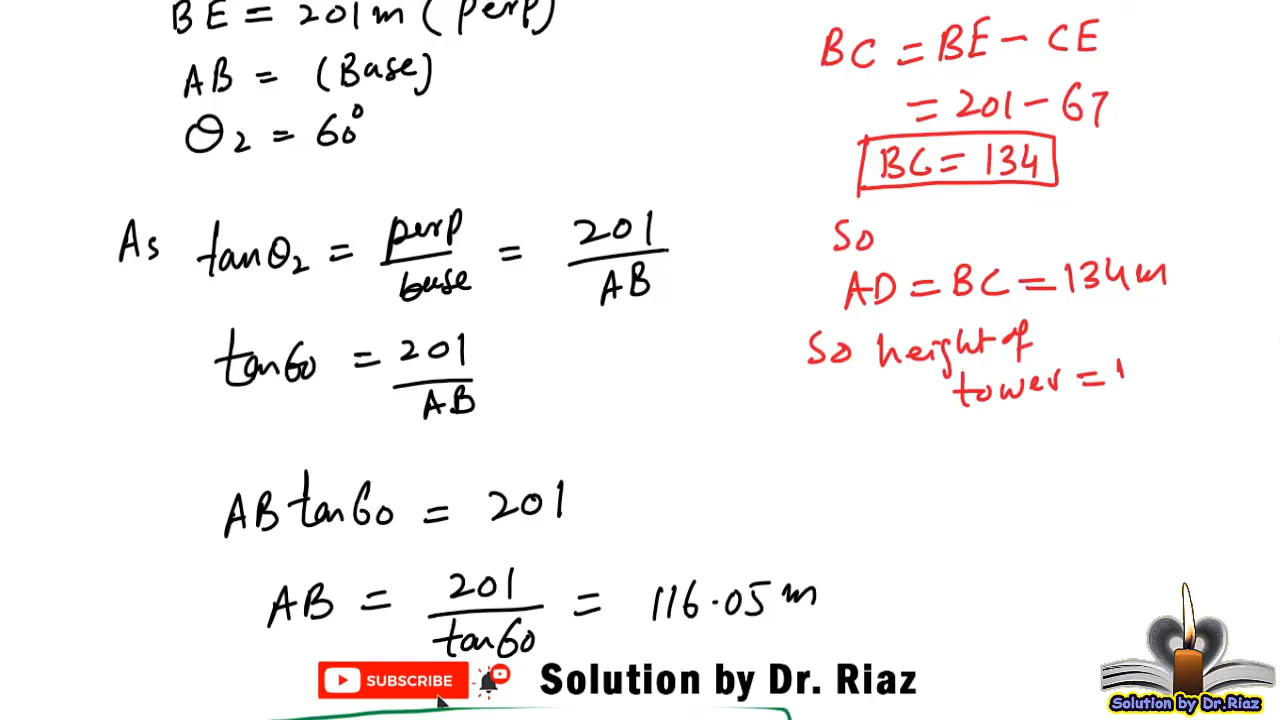 BE = 201m (perp)
AB = (Base)
θ2 = 60°
As tanθ2 = perp/base = 201/AB
tan60 = 201/AB
AB tan60 = 201
AB = 201/tan60 = 116.05 m
BC = BE - CE
= 201 - 67
BC = 134
So
AD = BC = 134m
So height of
tower = 1
SUBSCRIBE
Solution by Dr. Riaz
Solution by Dr.Riaz